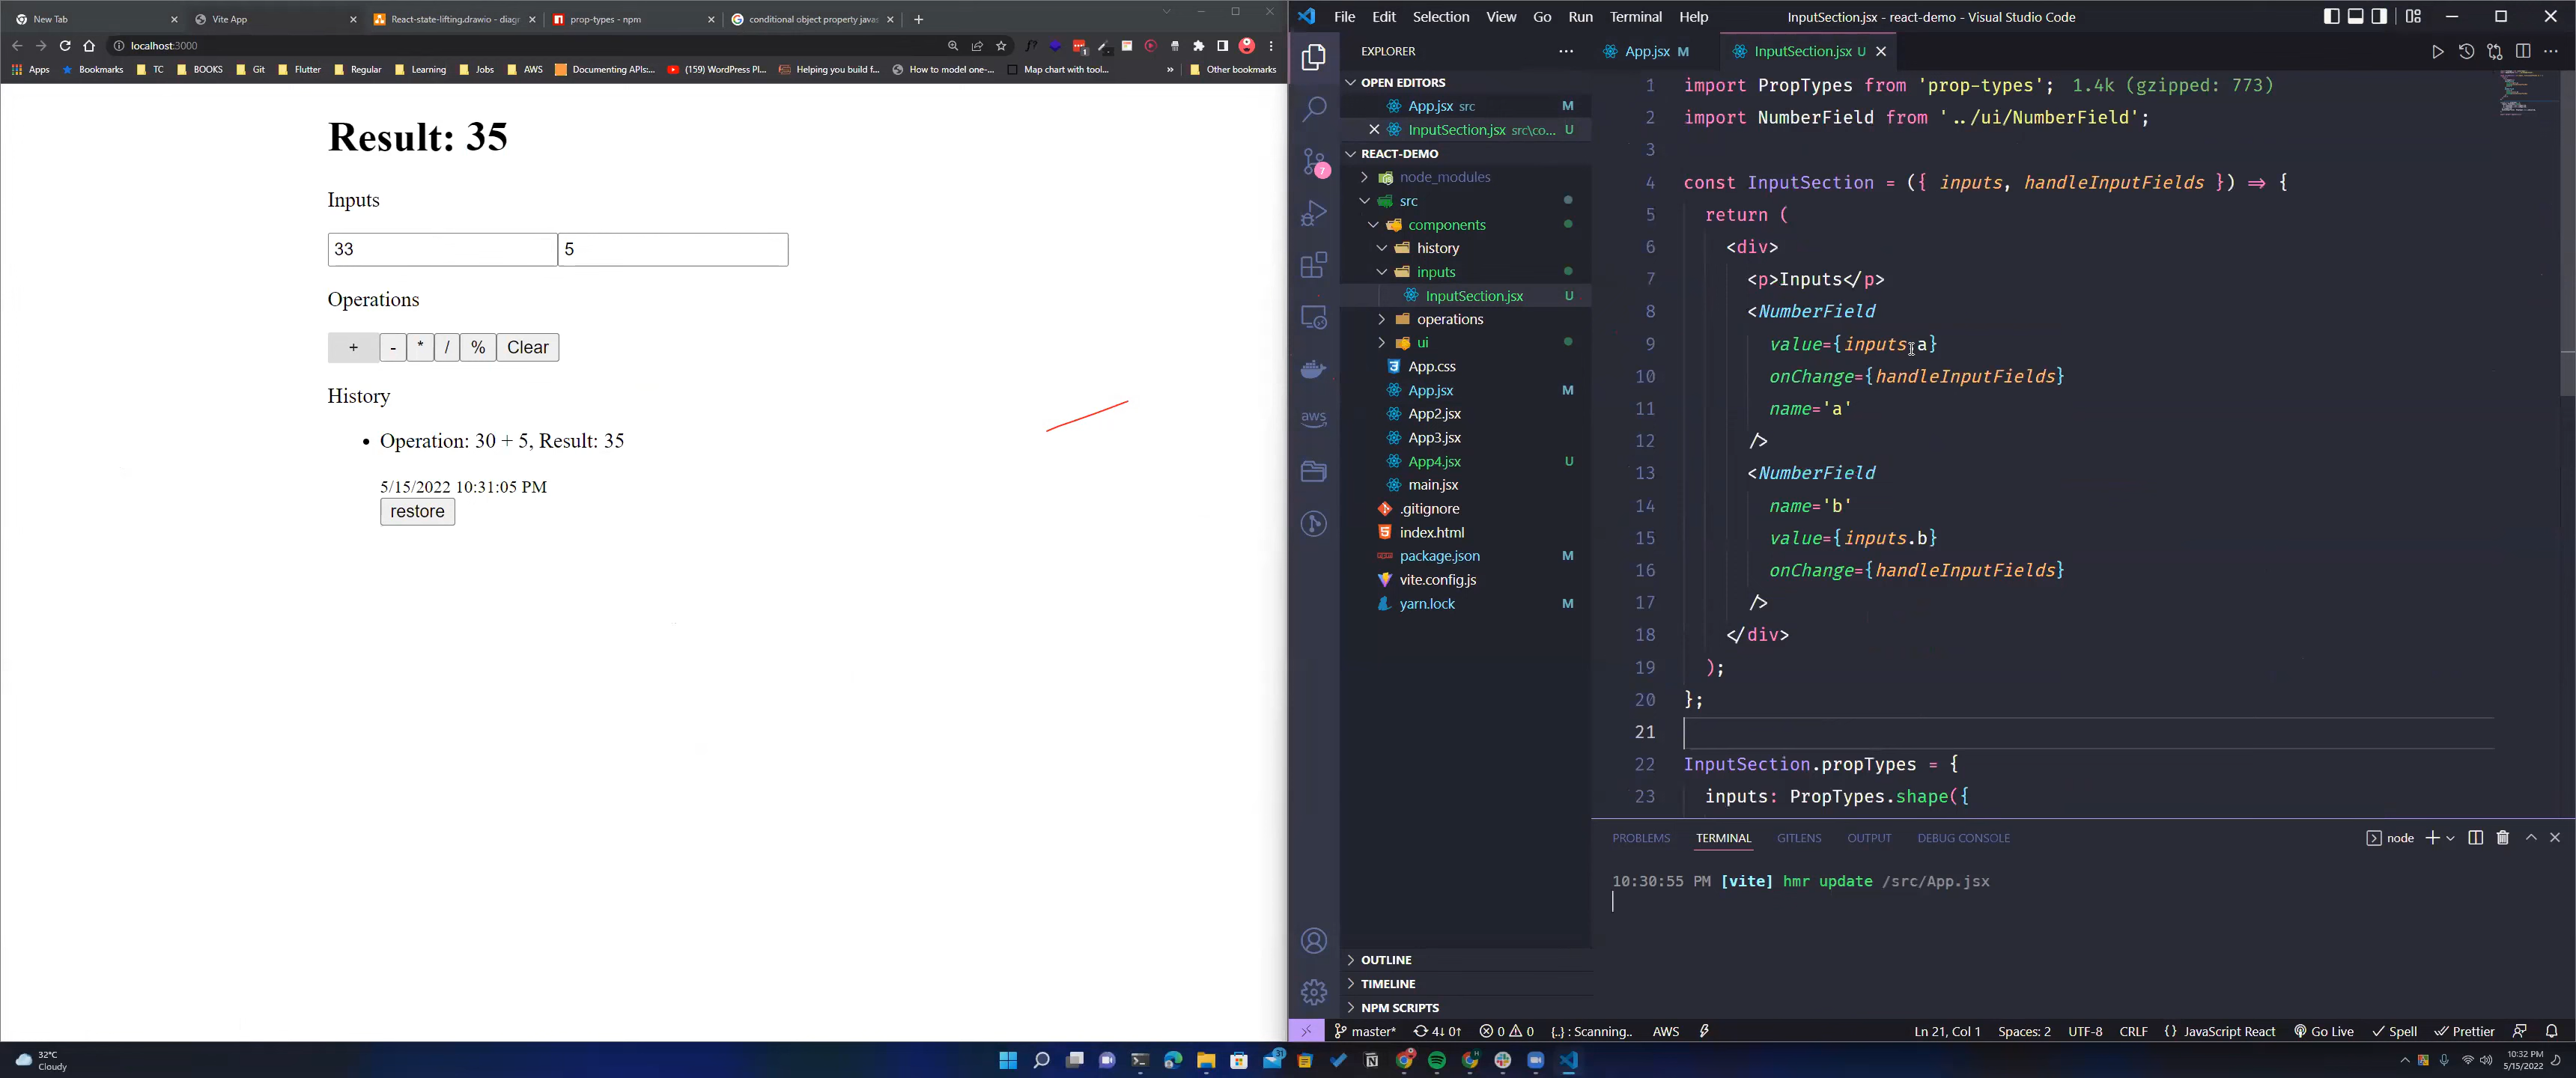 New Tab
Vite App
React-state-lifting.drawio - diagr
prop-types - npm
conditional object property javas
localhost:3000
Apps
Bookmarks
TC
BOOKS
Git
Flutter
Regular
Learning
Jobs
AWS
Documenting APIs:...
(159) WordPress Pl...
Helping you build f...
How to model one-...
Map chart with tool...
»
Other bookmarks
Result: 35
Inputs
33
5
Operations
+
-
*
/
%
Clear
History
• Operation: 30 + 5, Result: 35
5/15/2022 10:31:05 PM
restore
File Edit Selection View Go Run Terminal Help
InputSection.jsx - react-demo - Visual Studio Code
EXPLORER
OPEN EDITORS
App.jsx src M
InputSection.jsx src\co... U
REACT-DEMO
node_modules
src
components
history
inputs
InputSection.jsx U
operations
ui
App.css
App.jsx M
App2.jsx
App3.jsx
App4.jsx U
main.jsx
.gitignore
index.html
package.json M
vite.config.js
yarn.lock M
OUTLINE
TIMELINE
NPM SCRIPTS
7
aws
App.jsx M
InputSection.jsx U
1 import PropTypes from 'prop-types'; 1.4k (gzipped: 773)
2 import NumberField from '../ui/NumberField';
3
4 const InputSection = ({ inputs, handleInputFields }) => {
5 return (
6 <div>
7 <p>Inputs</p>
8 <NumberField
9 value={inputs.a}
10 onChange={handleInputFields}
11 name='a'
12 />
13 <NumberField
14 name='b'
15 value={inputs.b}
16 onChange={handleInputFields}
17 />
18 </div>
19 );
20 };
21
22 InputSection.propTypes = {
23 inputs: PropTypes.shape({
PROBLEMS TERMINAL GITLENS OUTPUT DEBUG CONSOLE
node
10:30:55 PM [vite] hmr update /src/App.jsx
master* 4↓ 0↑ 0 0 {..} : Scanning.. AWS
Ln 21, Col 1 Spaces: 2 UTF-8 CRLF {} JavaScript React Go Live Spell Prettier
32°C
Cloudy
31
10:32 PM
5/15/2022